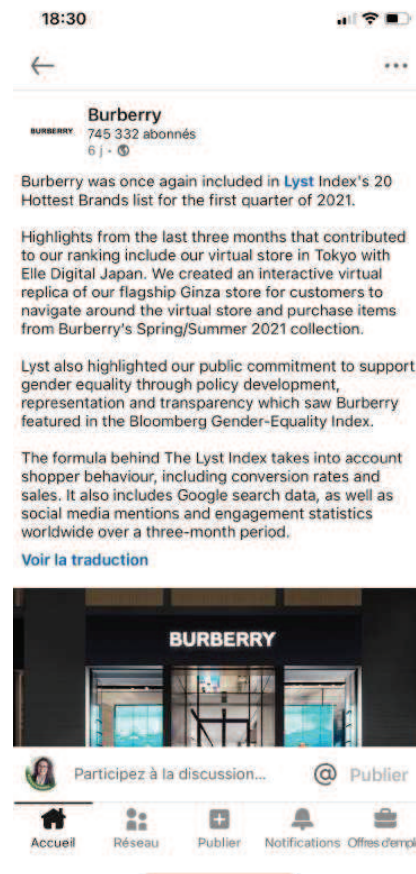 18:30
BURBERRY
Burberry
745 332 abonnés
6 j •
Burberry was once again included in Lyst Index's 20
Hottest Brands list for the first quarter of 2021.
Highlights from the last three months that contributed
to our ranking include our virtual store in Tokyo with
Elle Digital Japan. We created an interactive virtual
replica of our flagship Ginza store for customers to
navigate around the virtual store and purchase items
from Burberry's Spring/Summer 2021 collection.
Lyst also highlighted our public commitment to support
gender equality through policy development,
representation and transparency which saw Burberry
featured in the Bloomberg Gender-Equality Index.
The formula behind The Lyst Index takes into account
shopper behaviour, including conversion rates and
sales. It also includes Google search data, as well as
social media mentions and engagement statistics
worldwide over a three-month period.
Voir la traduction
BURBERRY
Participez à la discussion... @ Publier
Accueil Réseau Publier Notifications Offres d'emplo